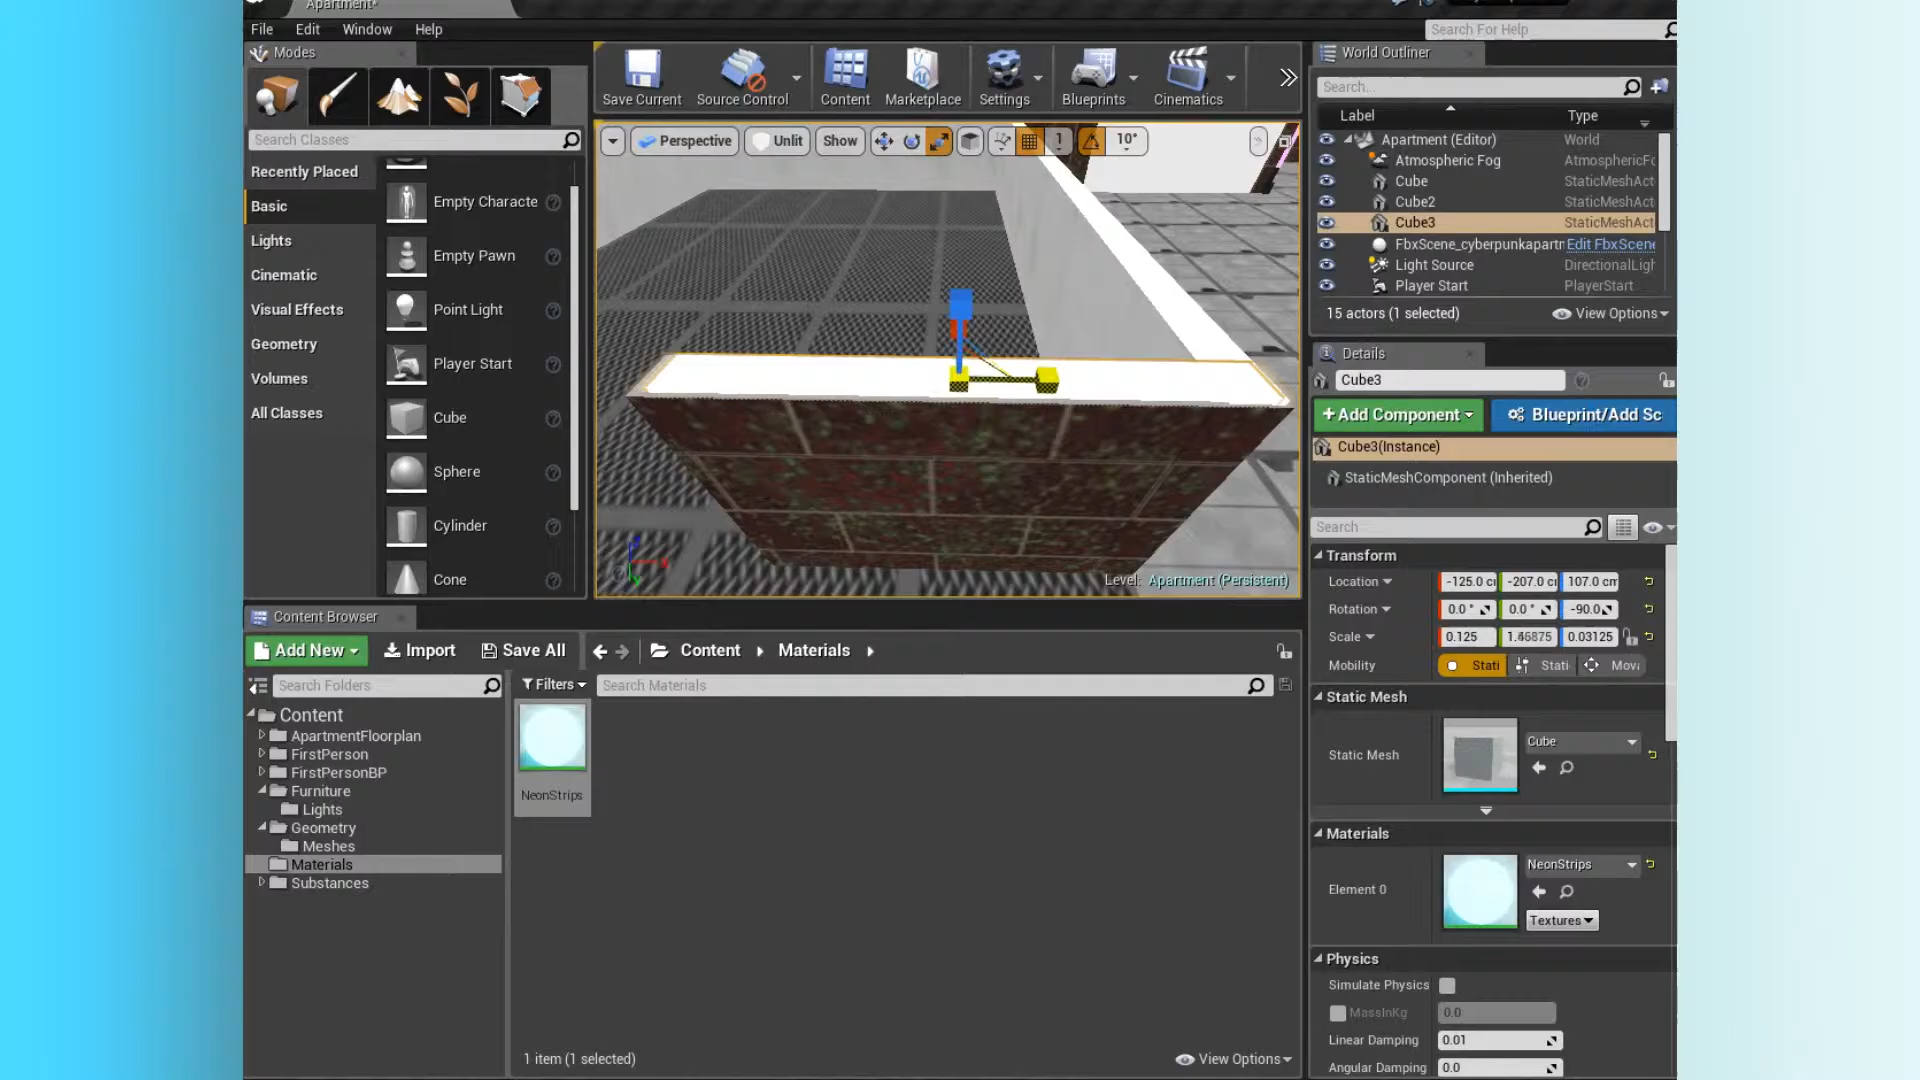 Apartment*
File Edit Window Help
Search For Help
Modes
Search Classes
Recently Placed
Basic
Lights
Cinematic
Visual Effects
Geometry
Volumes
All Classes
Empty Characte
Empty Pawn
Point Light
Player Start
Cube
Sphere
Cylinder
Cone
Save Current Source Control Content Marketplace Settings Blueprints Cinematics
Perspective Unlit Show 1 10°
Level: Apartment (Persistent)
World Outliner
Search...
Label Type
Apartment (Editor) World
Atmospheric Fog AtmosphericFo
Cube StaticMeshAct
Cube2 StaticMeshAct
Cube3 StaticMeshAct
FbxScene_cyberpunkapartm Edit FbxScene
Light Source DirectionalLigh
Player Start PlayerStart
15 actors (1 selected) View Options
Details
Cube3
+Add Component Blueprint/Add Sc
Cube3(Instance)
StaticMeshComponent (Inherited)
Search
Transform
Location -125.0 cm -207.0 cm 107.0 cm
Rotation 0.0 ° 0.0 ° -90.0
Scale 0.125 1.46875 0.03125
Mobility Stati Stati Movi
Static Mesh
Static Mesh Cube
Materials
Element 0 NeonStrips
Textures
Physics
Simulate Physics
MassInKg 0.0
Linear Damping 0.01
Angular Damping 0.0
Content Browser
Add New Import Save All Content Materials
Search Folders Filters Search Materials
Content
ApartmentFloorplan
FirstPerson
FirstPersonBP
Furniture
Lights
Geometry
Meshes
Materials
Substances
NeonStrips
1 item (1 selected) View Options